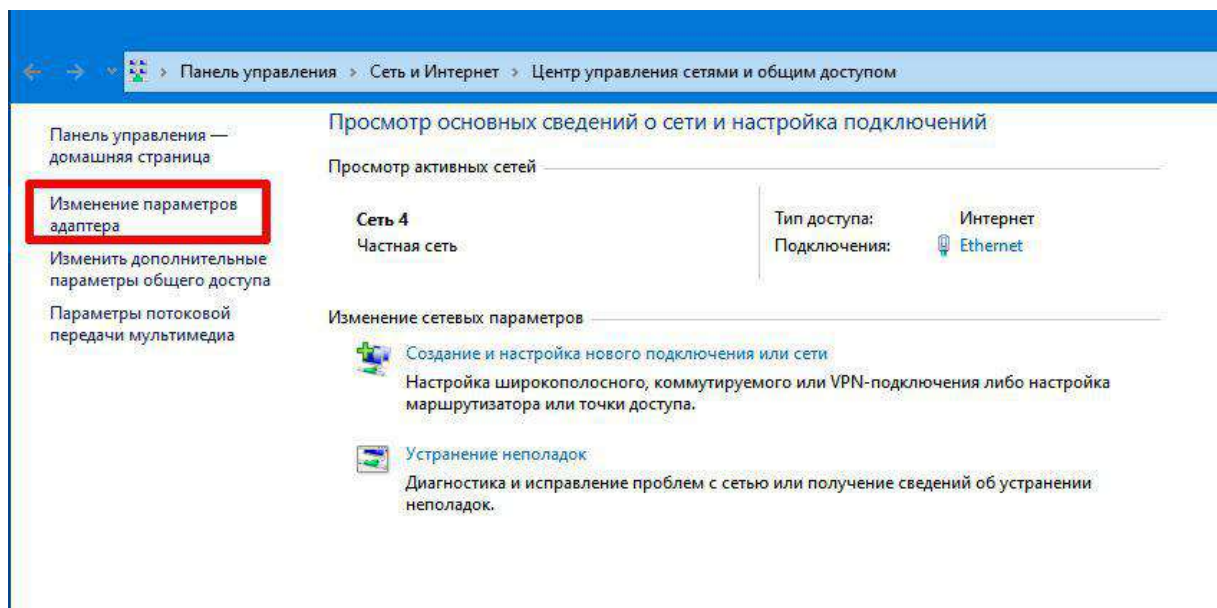 Панель управления > Сеть и Интернет > Центр управления сетями и общим доступом
Панель управления —
домашняя страница
Изменение параметров
адаптера
Изменить дополнительные
параметры общего доступа
Параметры потоковой
передачи мультимедиа
Просмотр основных сведений о сети и настройка подключений
Просмотр активных сетей
Сеть 4
Частная сеть
Тип доступа: Интернет
Подключения: Ethernet
Изменение сетевых параметров
Создание и настройка нового подключения или сети
Настройка широкополосного, коммутируемого или VPN-подключения либо настройка
маршрутизатора или точки доступа.
Устранение неполадок
Диагностика и исправление проблем с сетью или получение сведений об устранении
неполадок.